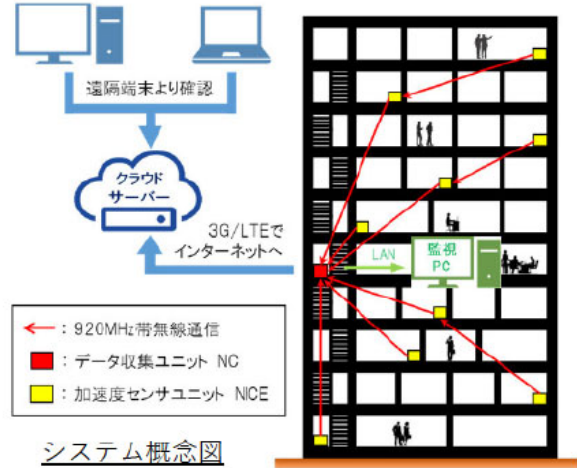 遠隔端末より確認
クラウド
サーバー
3G/LTEで
インターネットへ
LAN
監視
PC
：920MHz帯無線通信
：データ収集ユニット NC
：加速度センサユニット NICE
システム概念図